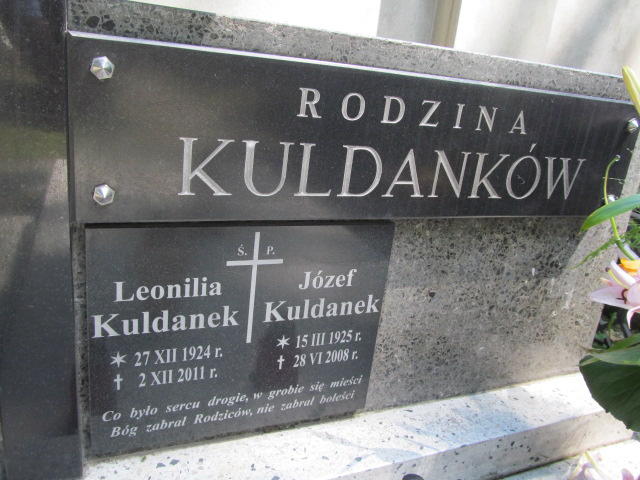 RODZINA
KULDANKÓW
Ś. P.
Leonilia
Kuldanek
✶ 27 XII 1924 r.
✝ 2 XII 2011 r.
Józef
Kuldanek
✶ 15 III 1925 r.
✝ 28 VI 2008 r.
Co było sercu drogie, w grobie się mieści
Bóg zabrał Rodziców, nie zabrał boleści